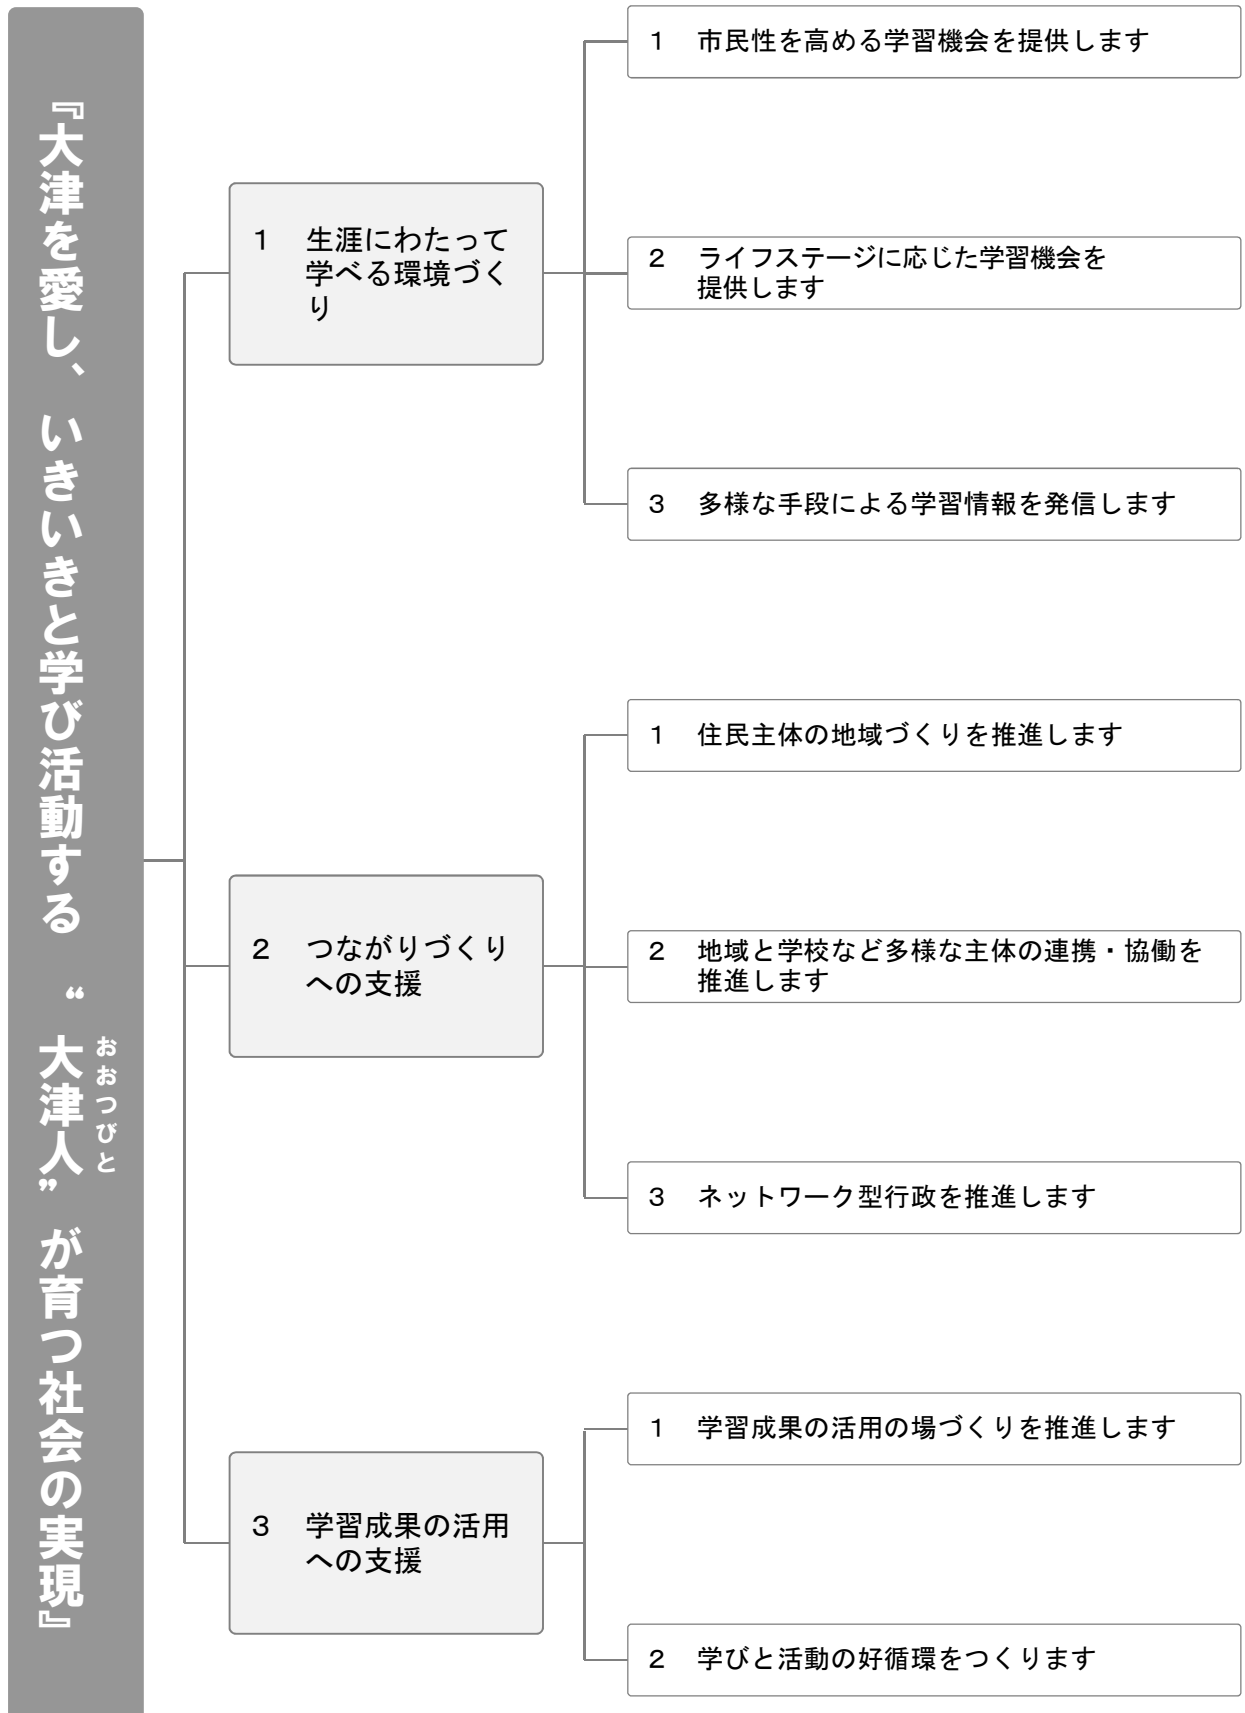 『大津を愛し、いきいきと学び活動する “大津人” が育つ社会の実現』
おおつびと
1 生涯にわたって
学べる環境づく
り
1 市民性を高める学習機会を提供します
2 ライフステージに応じた学習機会を
提供します
3 多様な手段による学習情報を発信します
2 つながりづくり
への支援
1 住民主体の地域づくりを推進します
2 地域と学校など多様な主体の連携・協働を
推進します
3 ネットワーク型行政を推進します
3 学習成果の活用
への支援
1 学習成果の活用の場づくりを推進します
2 学びと活動の好循環をつくります